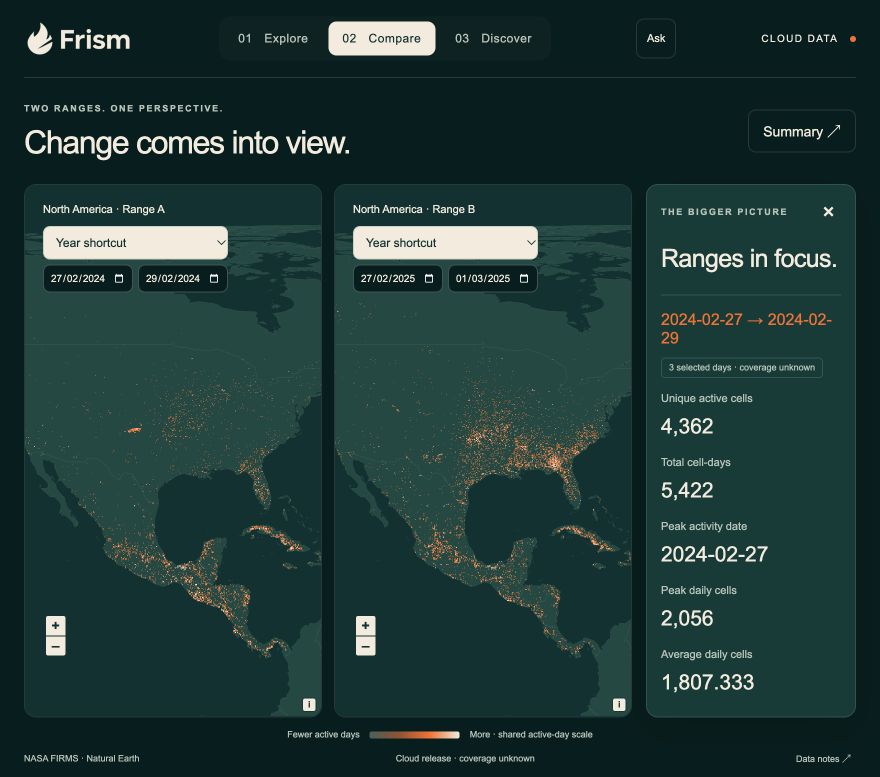 Frism
01 Explore
02 Compare
03 Discover
Ask
CLOUD DATA
TWO RANGES. ONE PERSPECTIVE.
Change comes into view.
Summary ↗
North America · Range A
Year shortcut
27/02/2024
29/02/2024
+
−
i
North America · Range B
Year shortcut
27/02/2025
01/03/2025
+
−
i
THE BIGGER PICTURE
×
Ranges in focus.
2024-02-27 → 2024-02-
29
3 selected days · coverage unknown
Unique active cells
4,362
Total cell-days
5,422
Peak activity date
2024-02-27
Peak daily cells
2,056
Average daily cells
1,807.333
Fewer active days
More · shared active-day scale
NASA FIRMS · Natural Earth
Cloud release · coverage unknown
Data notes ↗